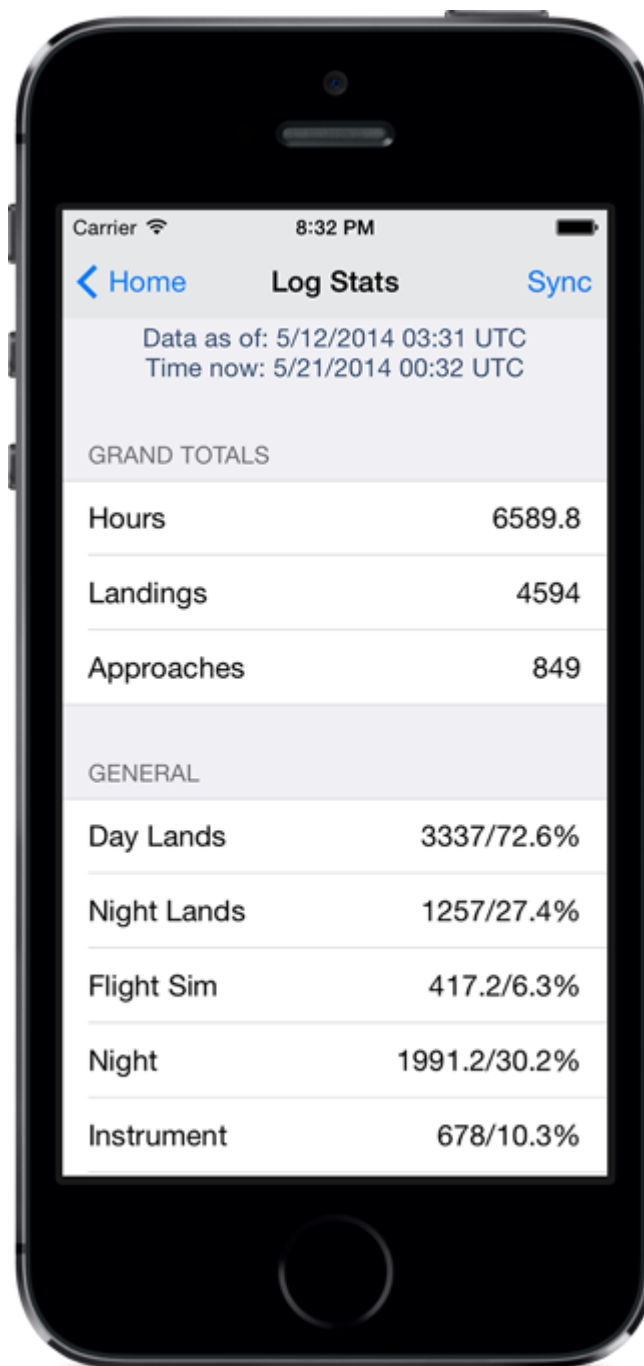 Carrier 8:32 PM
Home Log Stats Sync
Data as of: 5/12/2014 03:31 UTC
Time now: 5/21/2014 00:32 UTC
GRAND TOTALS
Hours 6589.8
Landings 4594
Approaches 849
GENERAL
Day Lands 3337/72.6%
Night Lands 1257/27.4%
Flight Sim 417.2/6.3%
Night 1991.2/30.2%
Instrument 678/10.3%